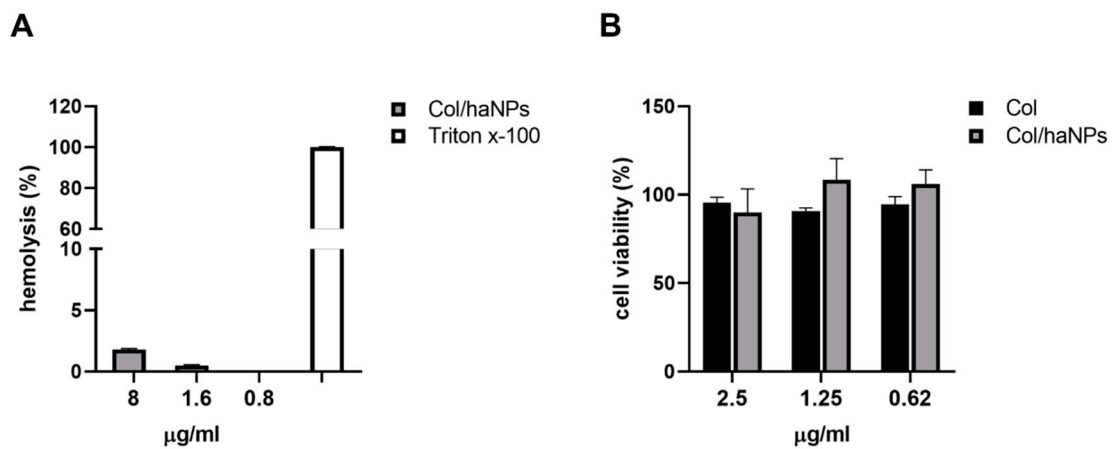 A
B
Col/haNPs
Triton x-100
hemolysis (%)
120
100
80
60
10
5
0
8 1.6 0.8
µg/ml
Col
Col/haNPs
cell viability (%)
150
100
50
0
2.5 1.25 0.62
µg/ml